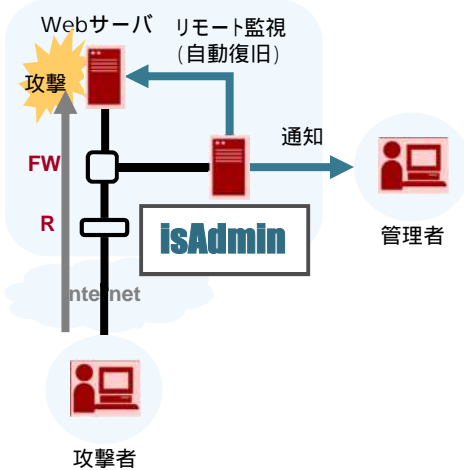 Webサーバ
リモート監視
(自動復旧)
攻撃
通知
FW
R
isAdmin
管理者
Internet
攻撃者